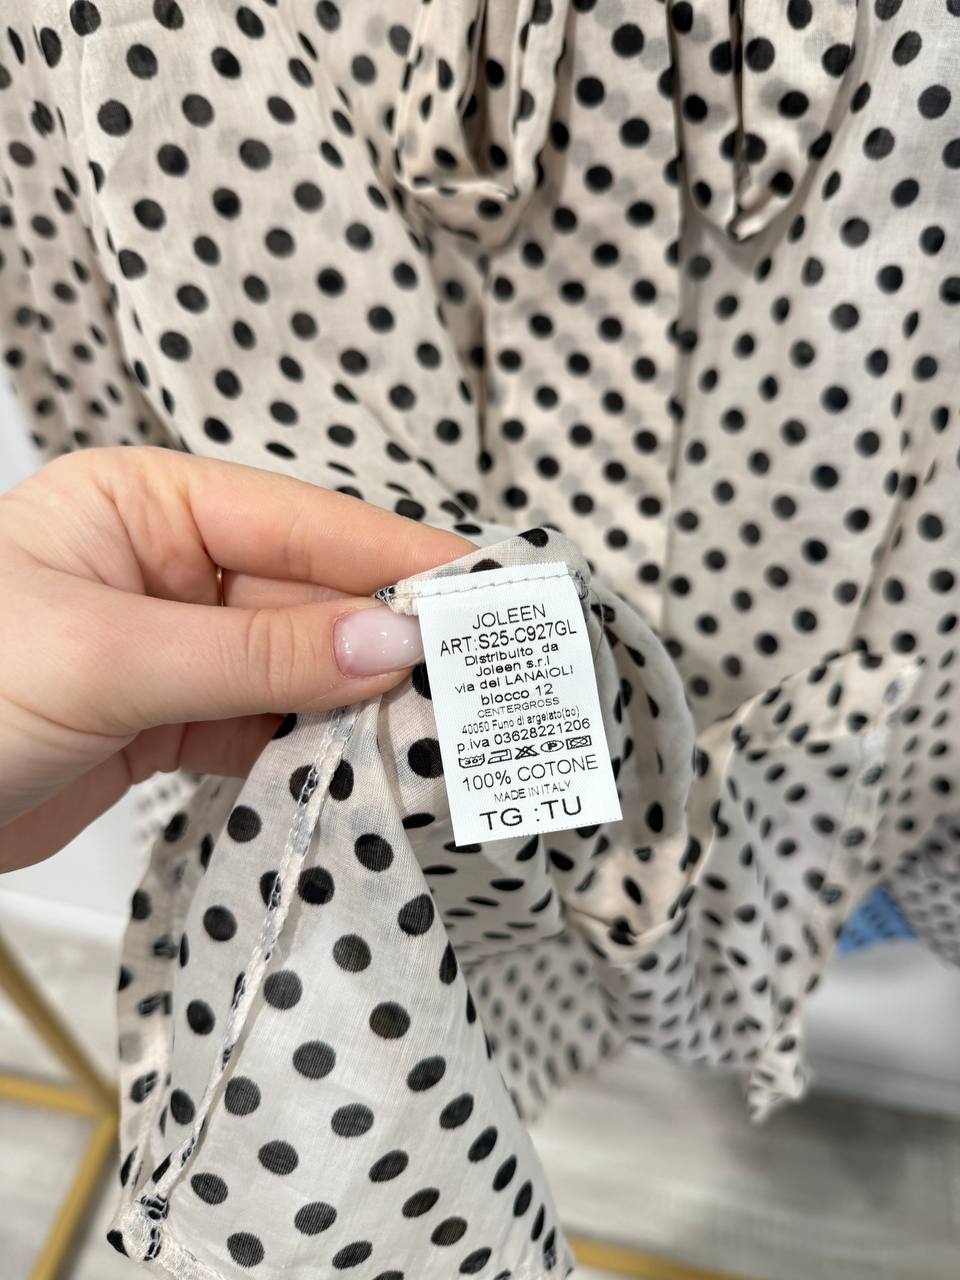 JOLEEN
ART:S25-C927GL
Distribuito da
Joleen s.r.l
via dei LANAIOLI
blocco 12
CENTERGROSS
40050 Funo di argelato(bo)
p.iva 03628221206
100% COTONE
MADE IN ITALY
TG :TU